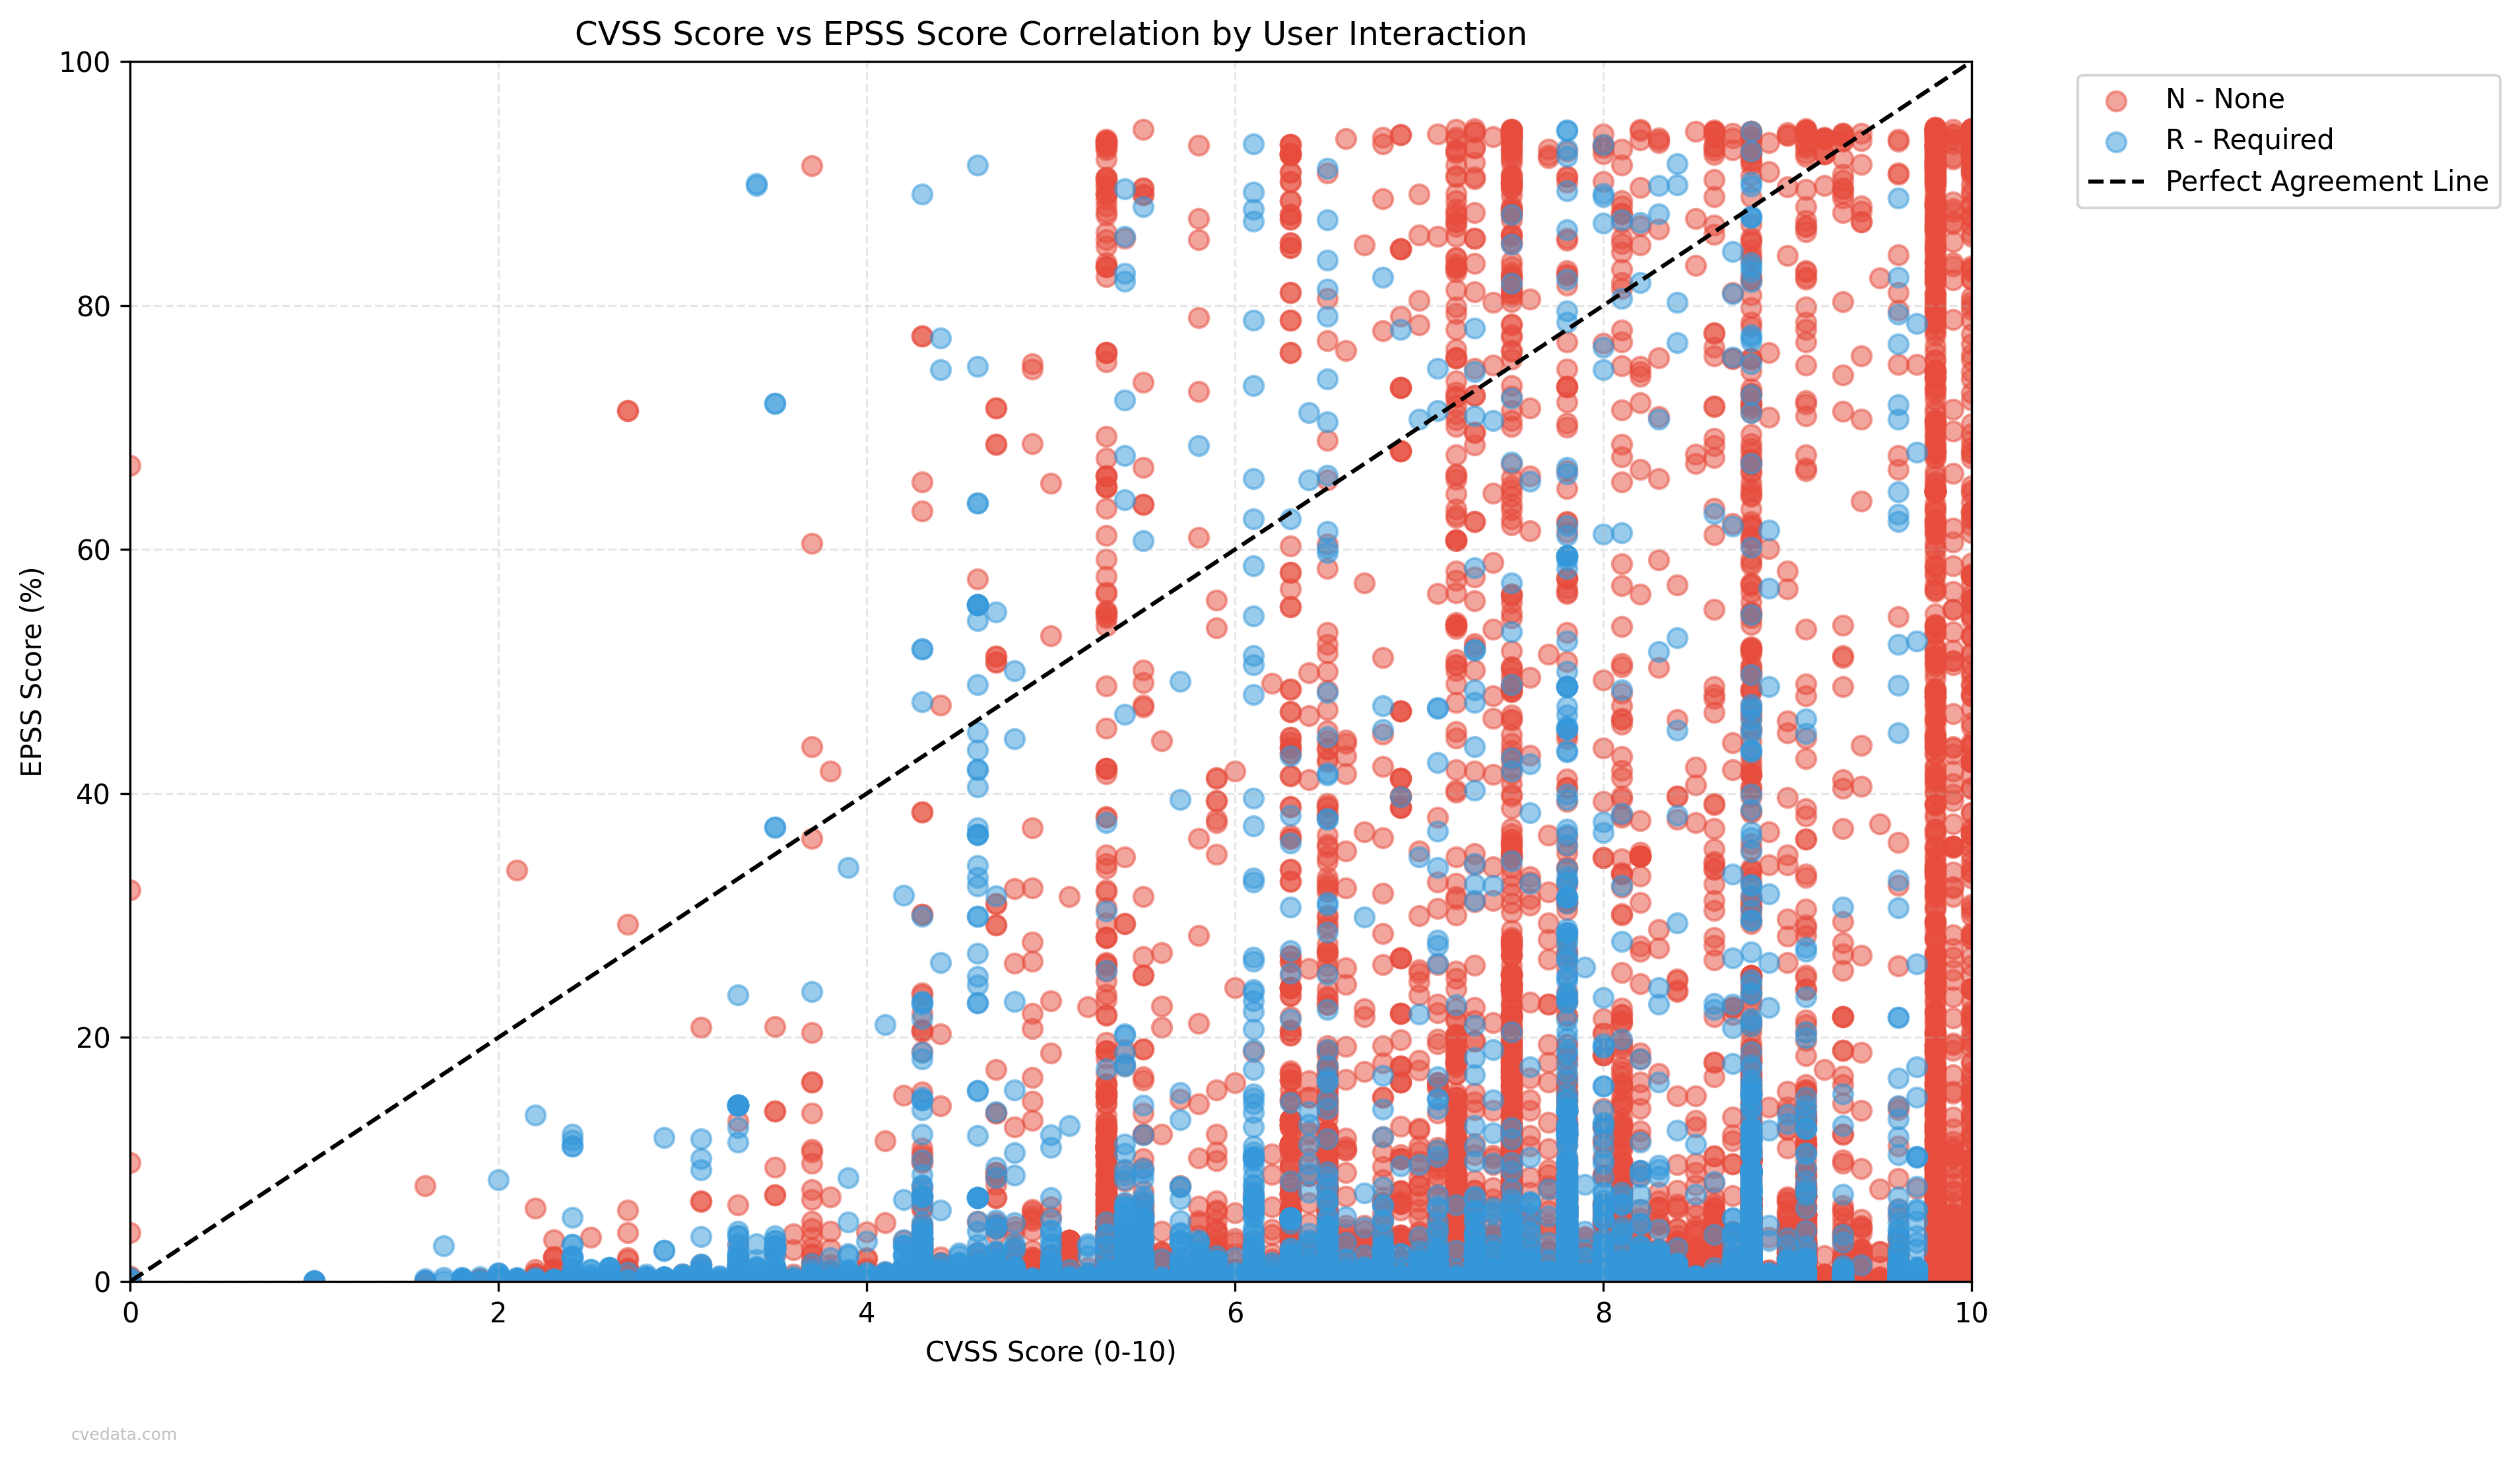 CVSS Score vs EPSS Score Correlation by User Interaction
100
80
60
40
20
0
EPSS Score (%)
0
2
4
6
8
10
CVSS Score (0-10)
N - None
R - Required
Perfect Agreement Line
cvedata.com